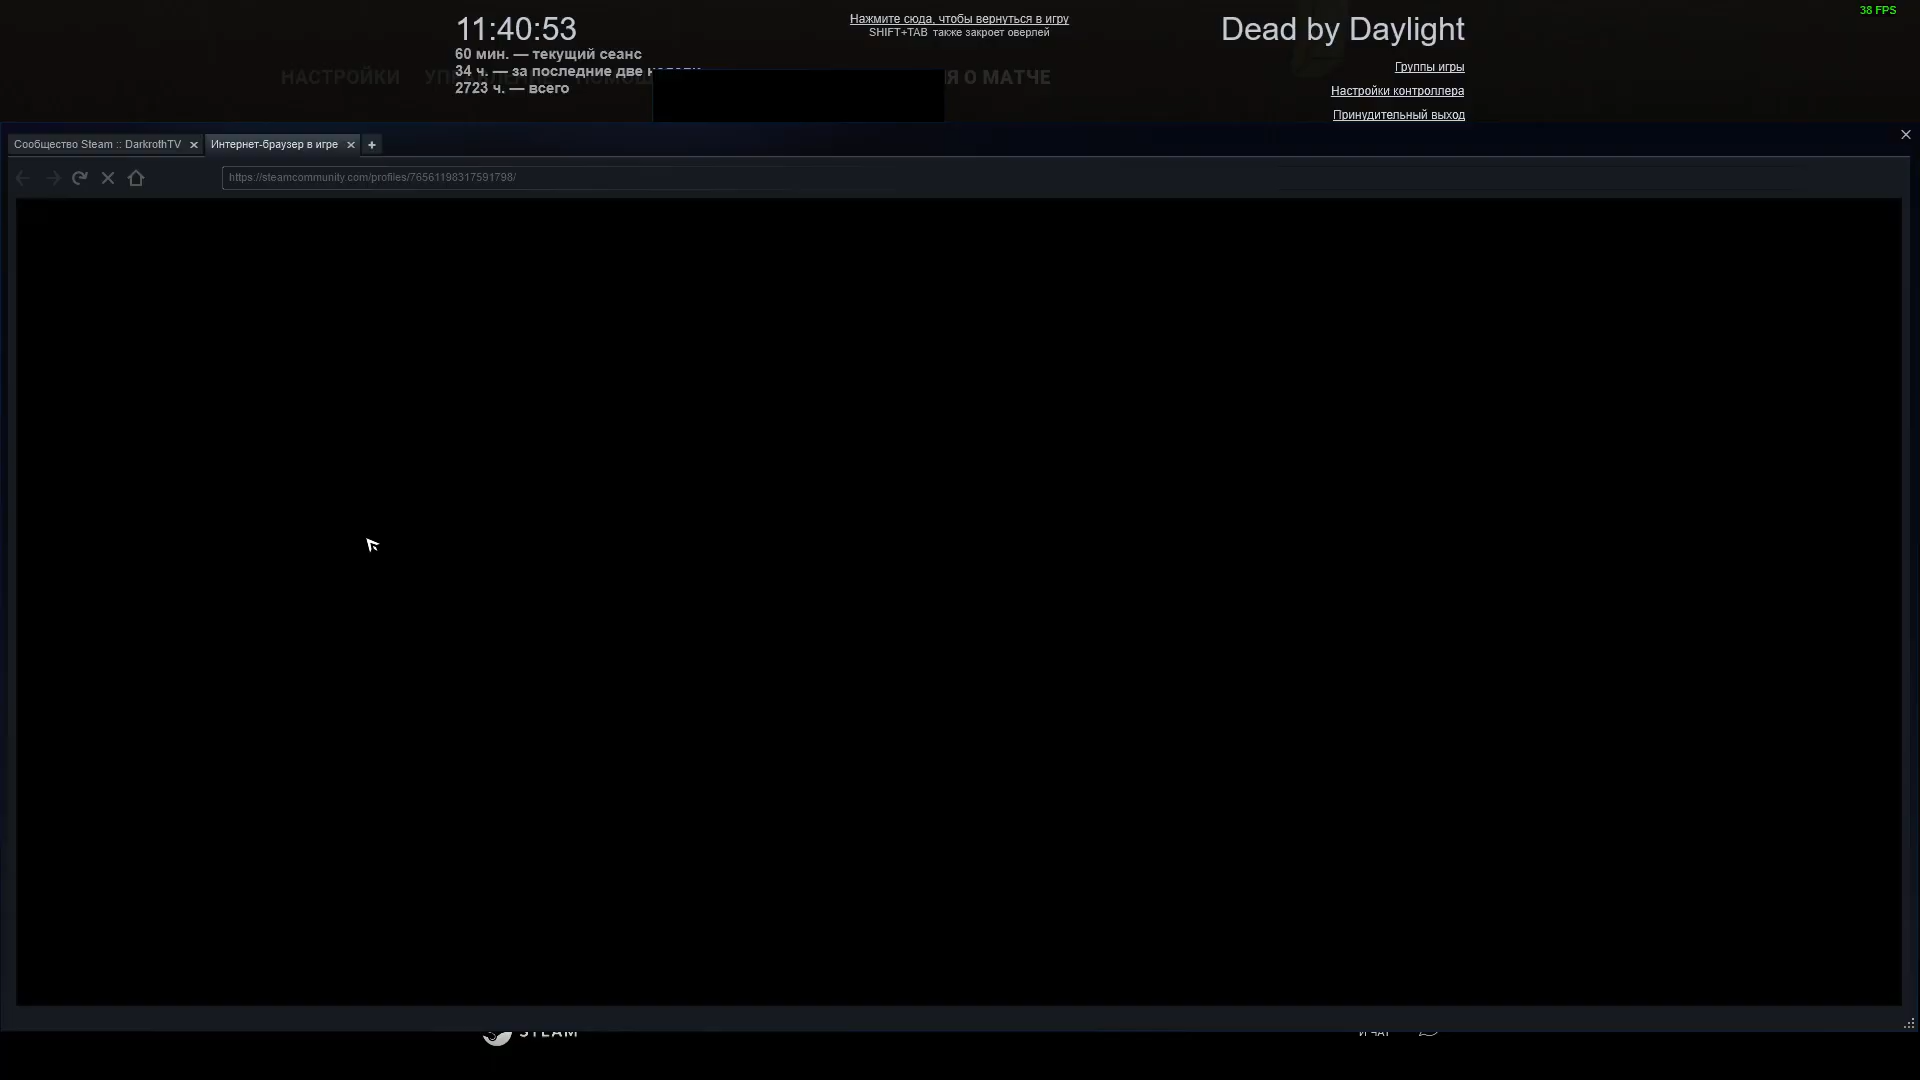 11:40:53
60 мин. — текущий сеанс
34 ч. — за последние две
2723 ч. — всего
Нажмите сюда, чтобы вернуться в игру
SHIFT+TAB также закроет оверлей
Dead by Daylight
Группы игры
Настройки контроллера
Принудительный выход
38 FPS
НАСТРОЙКИ
О МАТЧЕ
Сообщество Steam :: DarkrothTV
Интернет-браузер в игре
https://steamcommunity.com/profiles/76561198317591798/
STEAM
И ЧАТ